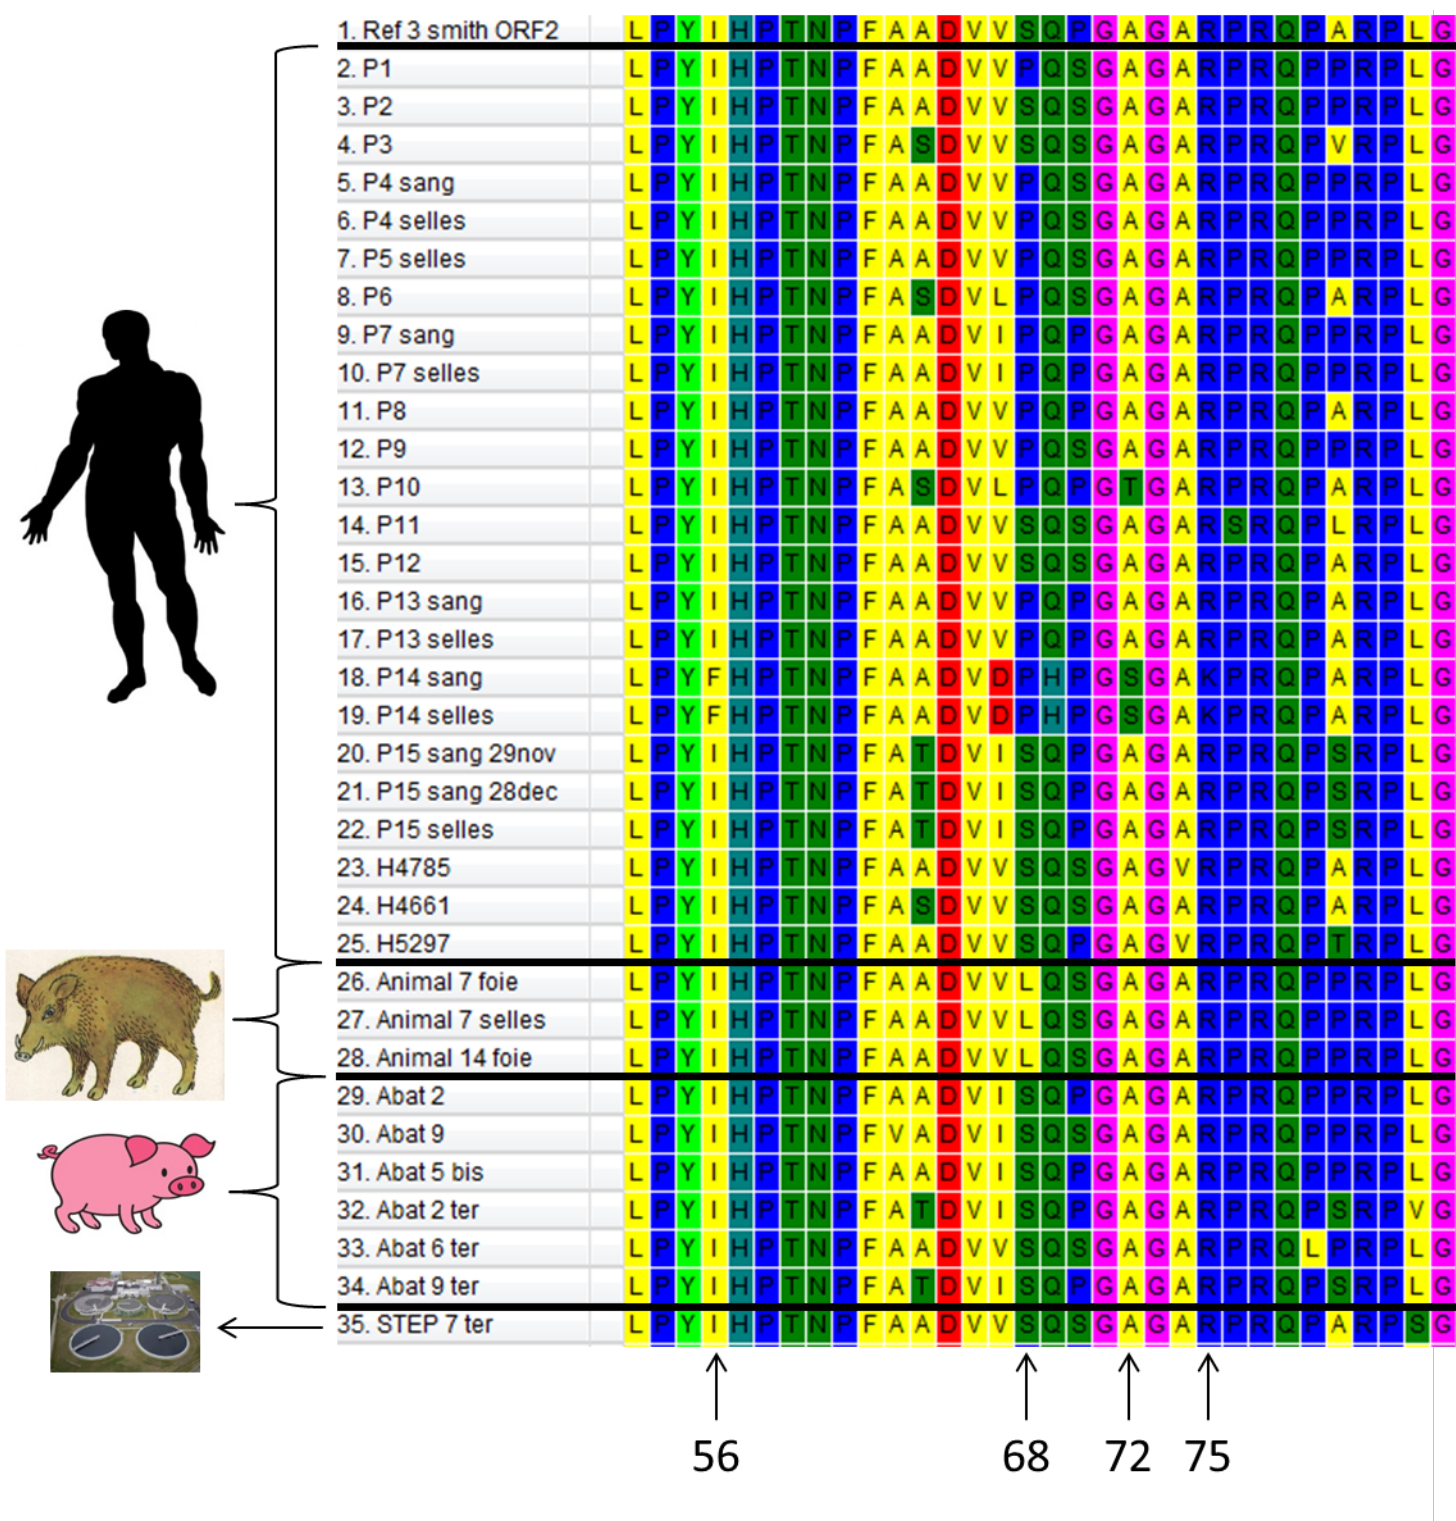 1. Ref 3 smith ORF2 L P Y I H P T N P F A A D V V S Q P G A G A R P R Q P A R P L G
2. P1 L P Y I H P T N P F A A D V V P Q S G A G A R P R Q P P R P L G
3. P2 L P Y I H P T N P F A A D V V S Q S G A G A R P R Q P P R P L G
4. P3 L P Y I H P T N P F A S D V V S Q S G A G A R P R Q P V R P L G
5. P4 sang L P Y I H P T N P F A A D V V P Q S G A G A R P R Q P P R P L G
6. P4 selles L P Y I H P T N P F A A D V V P Q S G A G A R P R Q P P R P L G
7. P5 selles L P Y I H P T N P F A A D V V P Q S G A G A R P R Q P P R P L G
8. P6 L P Y I H P T N P F A S D V L P Q S G A G A R P R Q P A R P L G
9. P7 sang L P Y I H P T N P F A A D V I P Q P G A G A R P R Q P P R P L G
10. P7 selles L P Y I H P T N P F A A D V I P Q P G A G A R P R Q P P R P L G
11. P8 L P Y I H P T N P F A A D V V P Q P G A G A R P R Q P A R P L G
12. P9 L P Y I H P T N P F A A D V V P Q S G A G A R P R Q P P R P L G
13. P10 L P Y I H P T N P F A S D V L P Q P G T G A R P R Q P A R P L G
14. P11 L P Y I H P T N P F A A D V V S Q S G A G A R S R Q P L R P L G
15. P12 L P Y I H P T N P F A A D V V S Q S G A G A R P R Q P A R P L G
16. P13 sang L P Y I H P T N P F A A D V V P Q P G A G A R P R Q P A R P L G
17. P13 selles L P Y I H P T N P F A A D V V P Q P G A G A R P R Q P A R P L G
18. P14 sang L P Y F H P T N P F A A D V D P H P G S G A K P R Q P A R P L G
19. P14 selles L P Y F H P T N P F A A D V D P H P G S G A K P R Q P A R P L G
20. P15 sang 29nov L P Y I H P T N P F A T D V I S Q P G A G A R P R Q P S R P L G
21. P15 sang 28dec L P Y I H P T N P F A T D V I S Q P G A G A R P R Q P S R P L G
22. P15 selles L P Y I H P T N P F A T D V I S Q P G A G A R P R Q P S R P L G
23. H4785 L P Y I H P T N P F A A D V V S Q S G A G V R P R Q P A R P L G
24. H4661 L P Y I H P T N P F A S D V V S Q S G A G A R P R Q P A R P L G
25. H5297 L P Y I H P T N P F A A D V V S Q P G A G V R P R Q P T R P L G
26. Animal 7 foie L P Y I H P T N P F A A D V V L Q S G A G A R P R Q P P R P L G
27. Animal 7 selles L P Y I H P T N P F A A D V V L Q S G A G A R P R Q P P R P L G
28. Animal 14 foie L P Y I H P T N P F A A D V V L Q S G A G A R P R Q P P R P L G
29. Abat 2 L P Y I H P T N P F A A D V I S Q P G A G A R P R Q P P R P L G
30. Abat 9 L P Y I H P T N P F V A D V I S Q S G A G A R P R Q P P R P L G
31. Abat 5 bis L P Y I H P T N P F A A D V I S Q P G A G A R P R Q P P R P L G
32. Abat 2 ter L P Y I H P T N P F A T D V I S Q P G A G A R P R Q P S R P V G
33. Abat 6 ter L P Y I H P T N P F A A D V V S Q S G A G A R P R Q L P R P L G
34. Abat 9 ter L P Y I H P T N P F A T D V I S Q P G A G A R P R Q P S R P L G
35. STEP 7 ter L P Y I H P T N P F A A D V V S Q S G A G A R P R Q P A R P S G
56 68 72 75